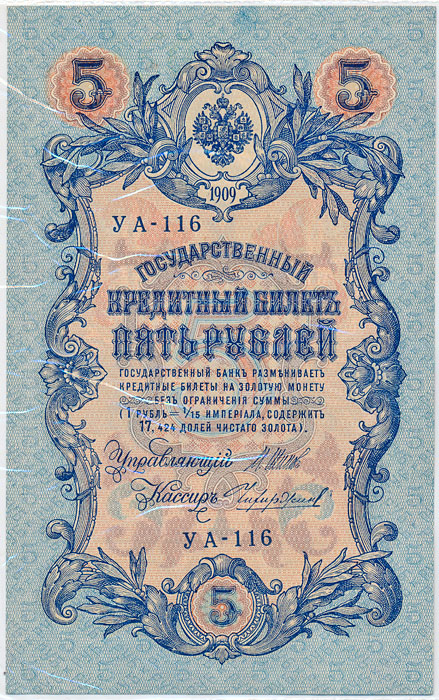 5 5
1909
УА-116
ГОСУДАРСТВЕННЫЙ
КРЕДИТНЫЙ БИЛЕТЪ
ПЯТЬ РУБЛЕЙ
ГОСУДАРСТВЕННЫЙ БАНКЪ РАЗМѢНИВАЕТЪ
КРЕДИТНЫЕ БИЛЕТЫ НА ЗОЛОТУЮ МОНЕТУ
БЕЗЪ ОГРАНИЧЕНІЯ СУММЫ
(1 РУБЛЬ = 1/15 ИМПЕРІАЛА, СОДЕРЖИТЪ
17,424 ДОЛЕЙ ЧИСТАГО ЗОЛОТА).
Управляющій
Кассиръ
УА-116
5